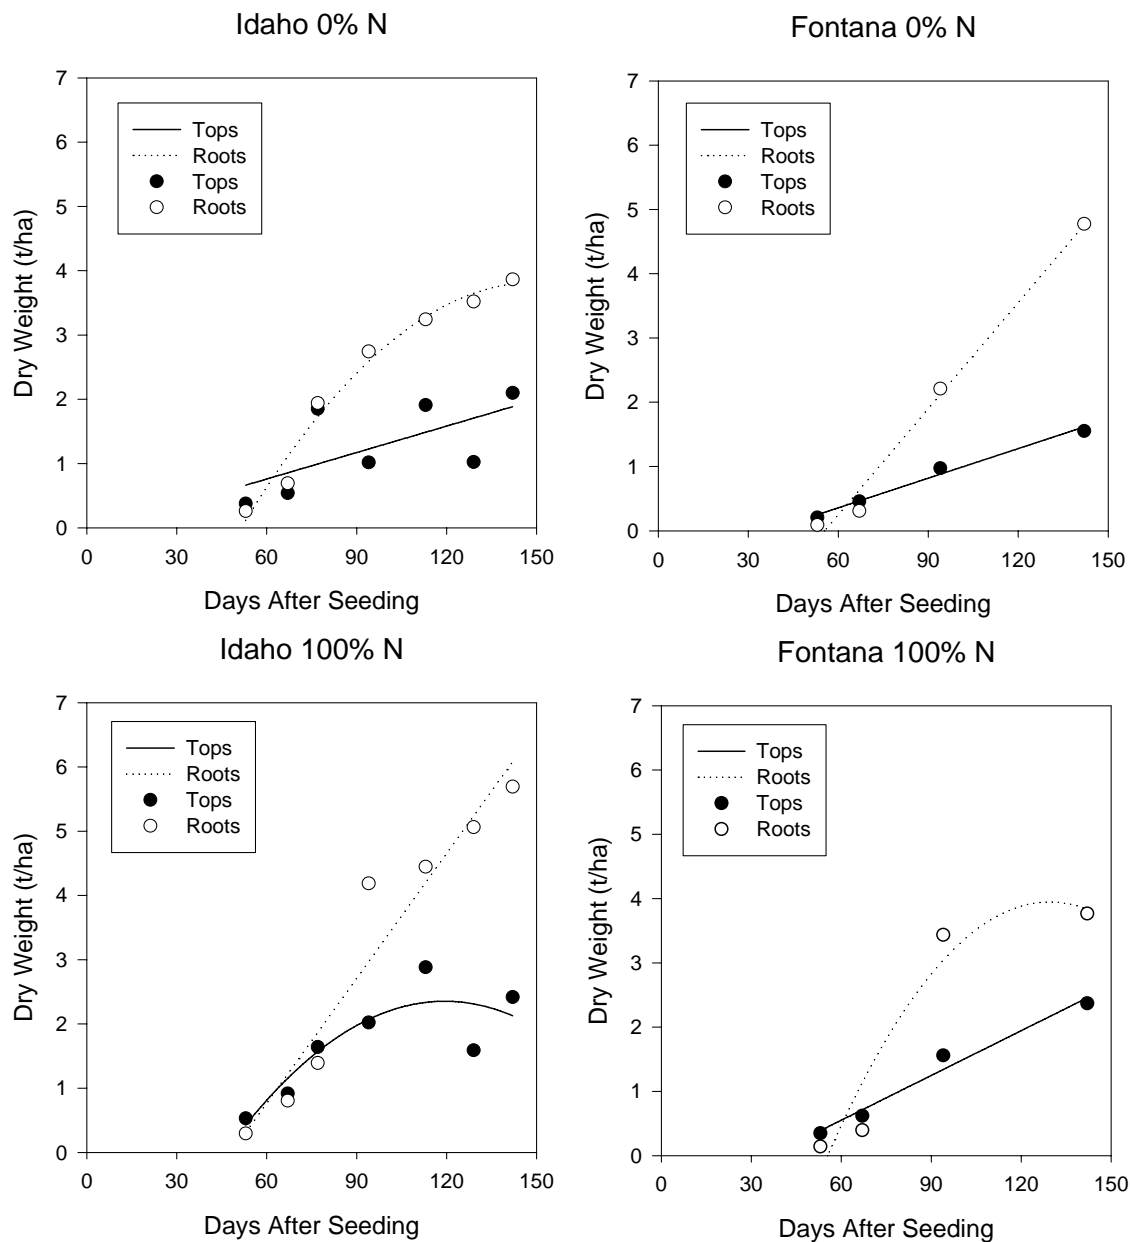 Idaho 0% N
7
6
5
4
3
2
1
0
Dry Weight (t/ha)
Tops
Roots
Tops
Roots
0 30 60 90 120 150
Days After Seeding
Fontana 0% N
7
6
5
4
3
2
1
0
Dry Weight (t/ha)
Tops
Roots
Tops
Roots
0 30 60 90 120 150
Days After Seeding
Idaho 100% N
7
6
5
4
3
2
1
0
Dry Weight (t/ha)
Tops
Roots
Tops
Roots
0 30 60 90 120 150
Days After Seeding
Fontana 100% N
7
6
5
4
3
2
1
0
Dry Weight (t/ha)
Tops
Roots
Tops
Roots
0 30 60 90 120 150
Days After Seeding